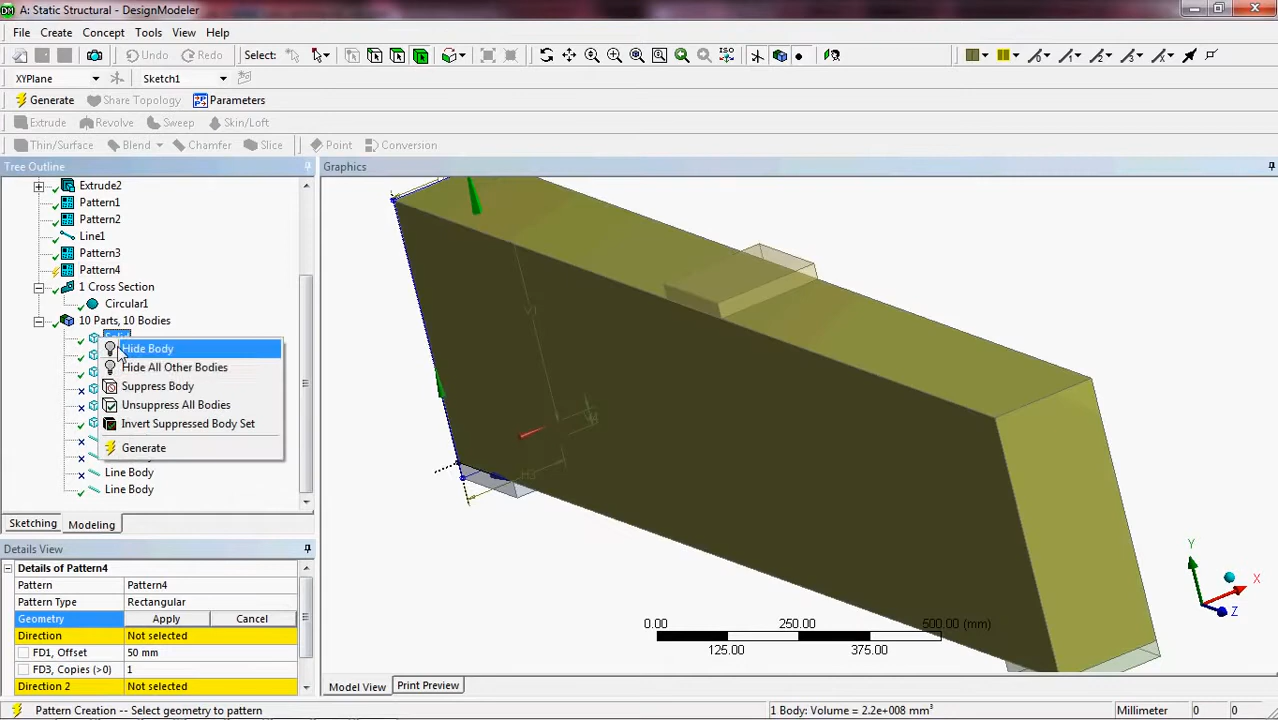 A: Static Structural - DesignModeler
File Create Concept Tools View Help
Undo Redo Select:
XYPlane Sketch1
Generate Share Topology Parameters
Extrude Revolve Sweep Skin/Loft
Thin/Surface Blend Chamfer Slice Point Conversion
Tree Outline
Extrude2
Pattern1
Pattern2
Line1
Pattern3
Pattern4
1 Cross Section
Circular1
10 Parts, 10 Bodies
Hide Body
Hide All Other Bodies
Suppress Body
Unsuppress All Bodies
Invert Suppressed Body Set
Generate
Line Body
Line Body
Sketching Modeling
Details View
Details of Pattern4
Pattern Pattern4
Pattern Type Rectangular
Geometry Apply Cancel
Direction Not selected
FD1, Offset 50 mm
FD3, Copies (>0) 1
Direction 2 Not selected
Graphics
V1
H3
Y
X
Z
0.00 250.00 500.00 (mm)
125.00 375.00
Model View Print Preview
Pattern Creation -- Select geometry to pattern 1 Body: Volume = 2.2e+008 mm³ Millimeter 0 0